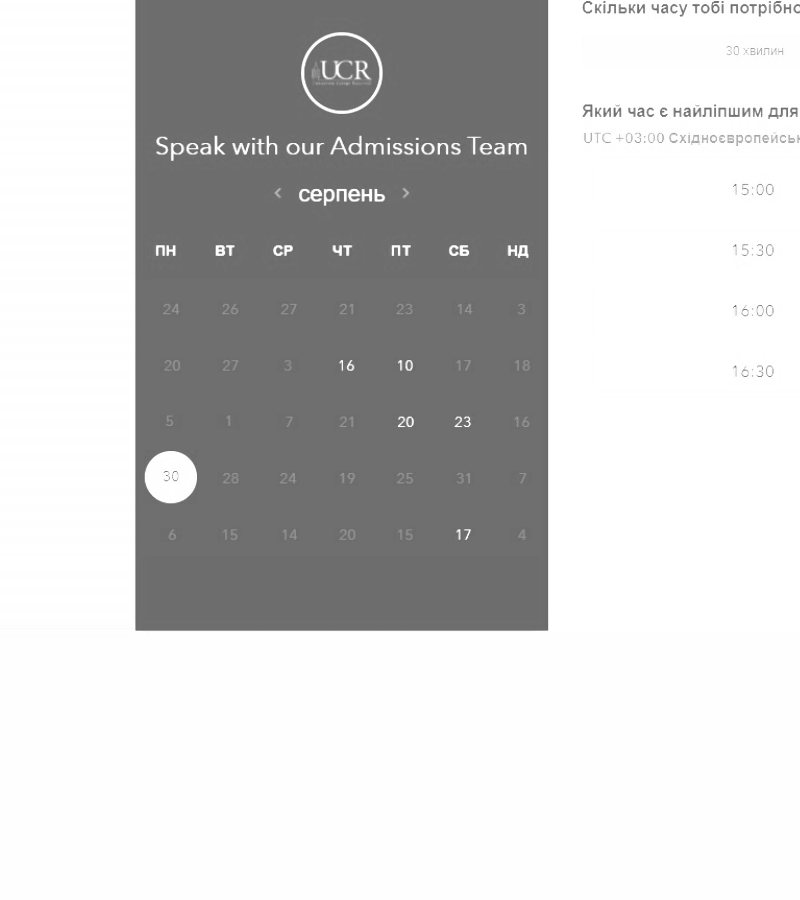 UCR
Speak with our Admissions Team
< серпень >
ПН ВТ СР ЧТ ПТ СБ НД
24 26 27 21 23 14 3
20 27 3 16 10 17 18
5 1 7 21 20 23 16
30 28 24 19 25 31 7
6 15 14 20 15 17 4
Скільки часу тобі потрібно
30 хвилин
Який час є найліпшим для
UTC +03:00 Східноєвропейськ
15:00
15:30
16:00
16:30